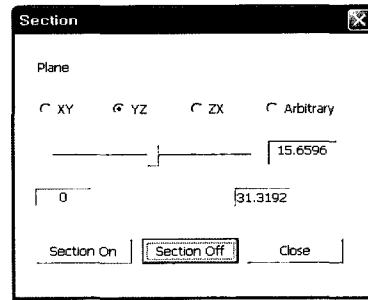 Section
Plane
XY YZ ZX Arbitrary
15.6596
0 31.3192
Section On Section Off Close